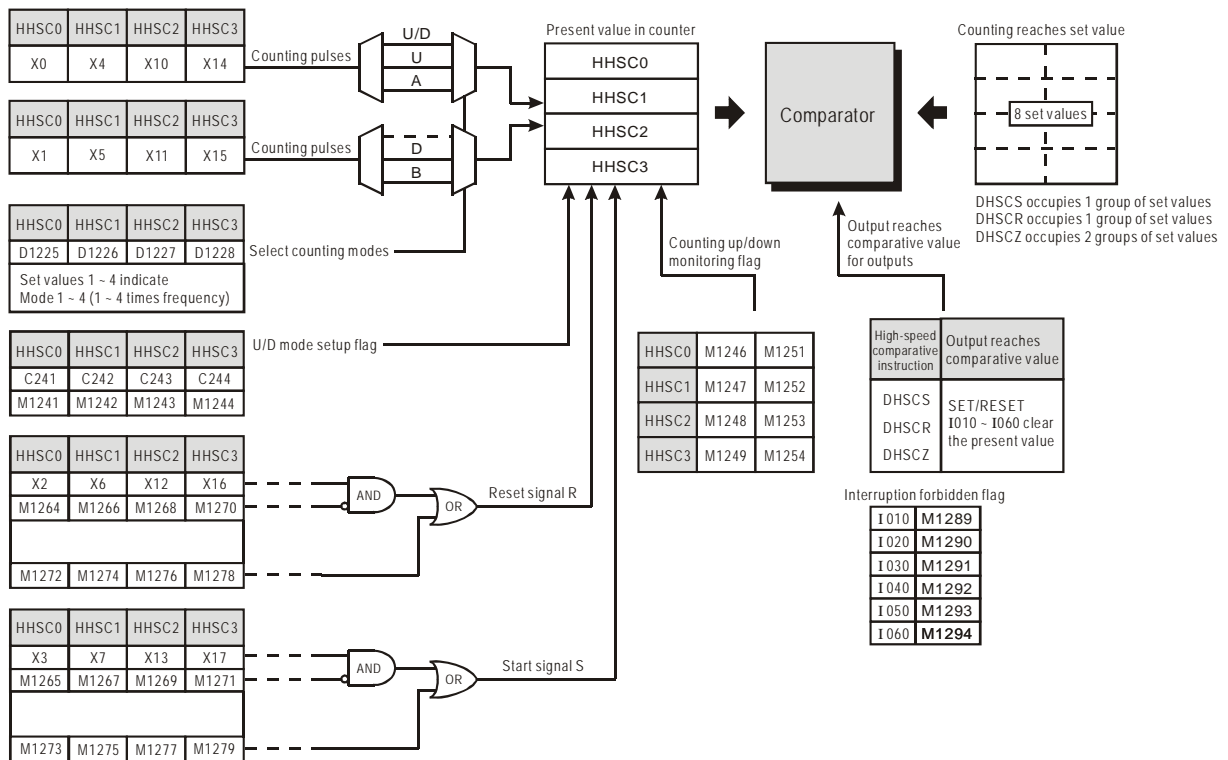 HHSC0 HHSC1 HHSC2 HHSC3
X0 X4 X10 X14
Counting pulses
U/D
U
A
HHSC0 HHSC1 HHSC2 HHSC3
X1 X5 X11 X15
Counting pulses
D
B
HHSC0 HHSC1 HHSC2 HHSC3
D1225 D1226 D1227 D1228
Set values 1 ~ 4 indicate
Mode 1 ~ 4 (1 ~ 4 times frequency)
Select counting modes
HHSC0 HHSC1 HHSC2 HHSC3
C241 C242 C243 C244
M1241 M1242 M1243 M1244
U/D mode setup flag
HHSC0 HHSC1 HHSC2 HHSC3
X2 X6 X12 X16
M1264 M1266 M1268 M1270
M1272 M1274 M1276 M1278
AND
OR
Reset signal R
HHSC0 HHSC1 HHSC2 HHSC3
X3 X7 X13 X17
M1265 M1267 M1269 M1271
M1273 M1275 M1277 M1279
AND
OR
Start signal S
Present value in counter
HHSC0
HHSC1
HHSC2
HHSC3
Comparator
Counting reaches set value
8 set values
DHSCS occupies 1 group of set values
DHSCR occupies 1 group of set values
DHSCZ occupies 2 groups of set values
Counting up/down
monitoring flag
HHSC0 M1246 M1251
HHSC1 M1247 M1252
HHSC2 M1248 M1253
HHSC3 M1249 M1254
Output reaches
comparative value
for outputs
High-speed
comparative
instruction
Output reaches
comparative value
DHSCS
DHSCR
DHSCZ
SET/RESET
I010 ~ I060 clear
the present value
Interruption forbidden flag
I 010 M1289
I 020 M1290
I 030 M1291
I 040 M1292
I 050 M1293
I 060 M1294